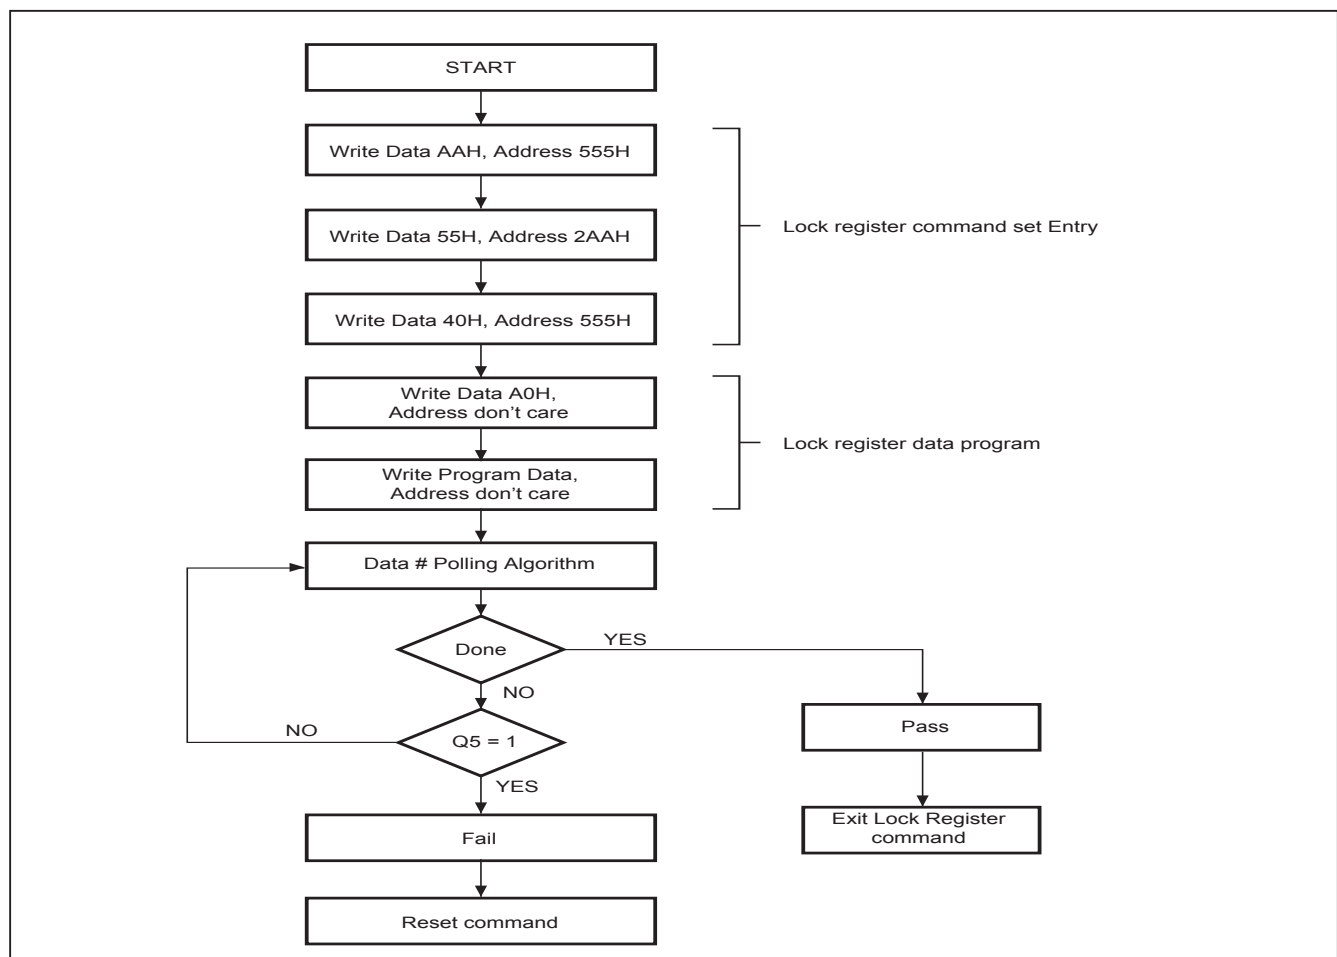 START
Write Data AAH, Address 555H
Write Data 55H, Address 2AAH
Lock register command set Entry
Write Data 40H, Address 555H
Write Data A0H,
Address don't care
Lock register data program
Write Program Data,
Address don't care
Data # Polling Algorithm
Done
YES
NO
Q5 = 1
NO
YES
Pass
Exit Lock Register
command
Fail
Reset command